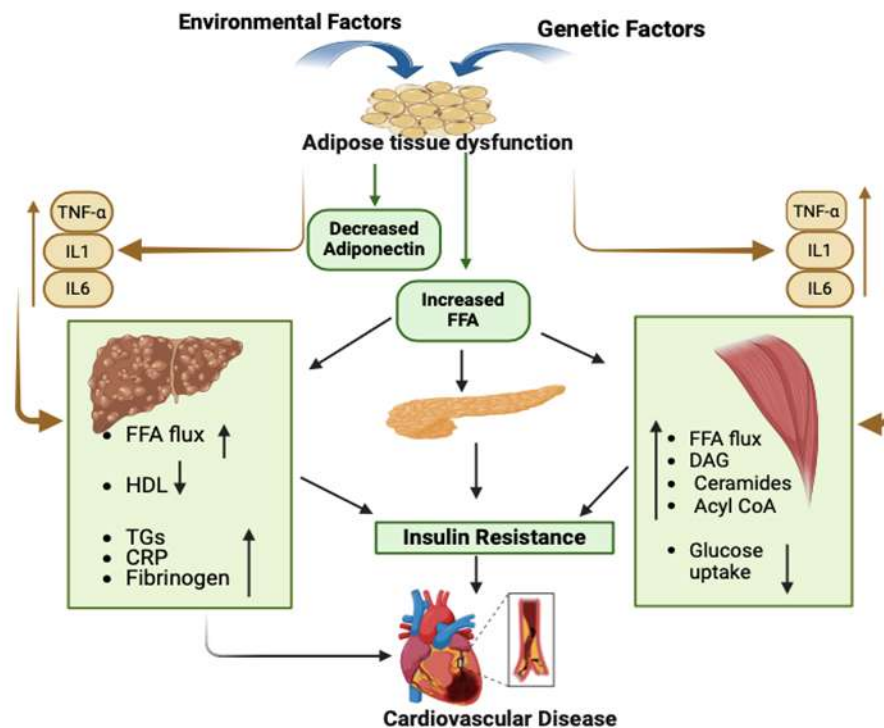 Environmental Factors
Genetic Factors
Adipose tissue dysfunction
TNF-α
IL1
IL6
Decreased
Adiponectin
TNF-α
IL1
IL6
Increased
FFA
• FFA flux
• HDL
• TGs
• CRP
• Fibrinogen
• FFA flux
• DAG
• Ceramides
• Acyl CoA
• Glucose
uptake
Insulin Resistance
Cardiovascular Disease